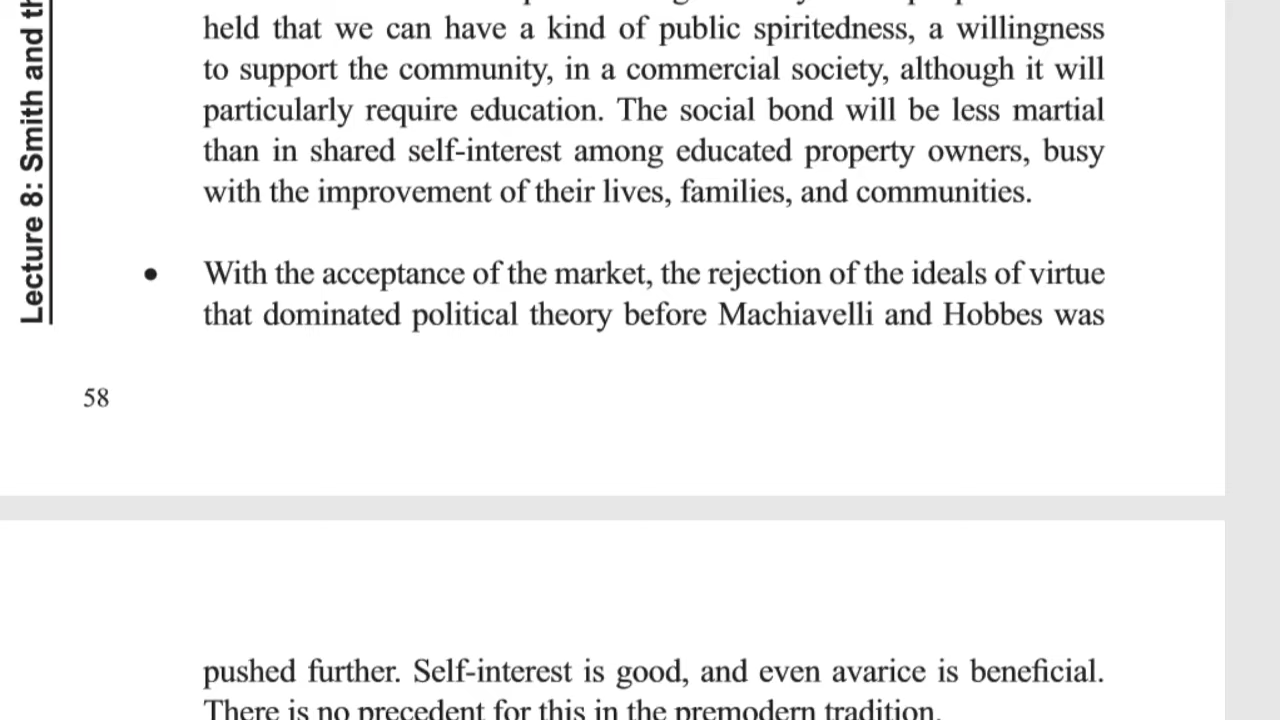 Lecture 8: Smith and
held that we can have a kind of public spiritedness, a willingness
to support the community, in a commercial society, although it will
particularly require education. The social bond will be less martial
than in shared self-interest among educated property owners, busy
with the improvement of their lives, families, and communities.
• With the acceptance of the market, the rejection of the ideals of virtue
that dominated political theory before Machiavelli and Hobbes was
58
pushed further. Self-interest is good, and even avarice is beneficial.
There is no precedent for this in the premodern tradition.